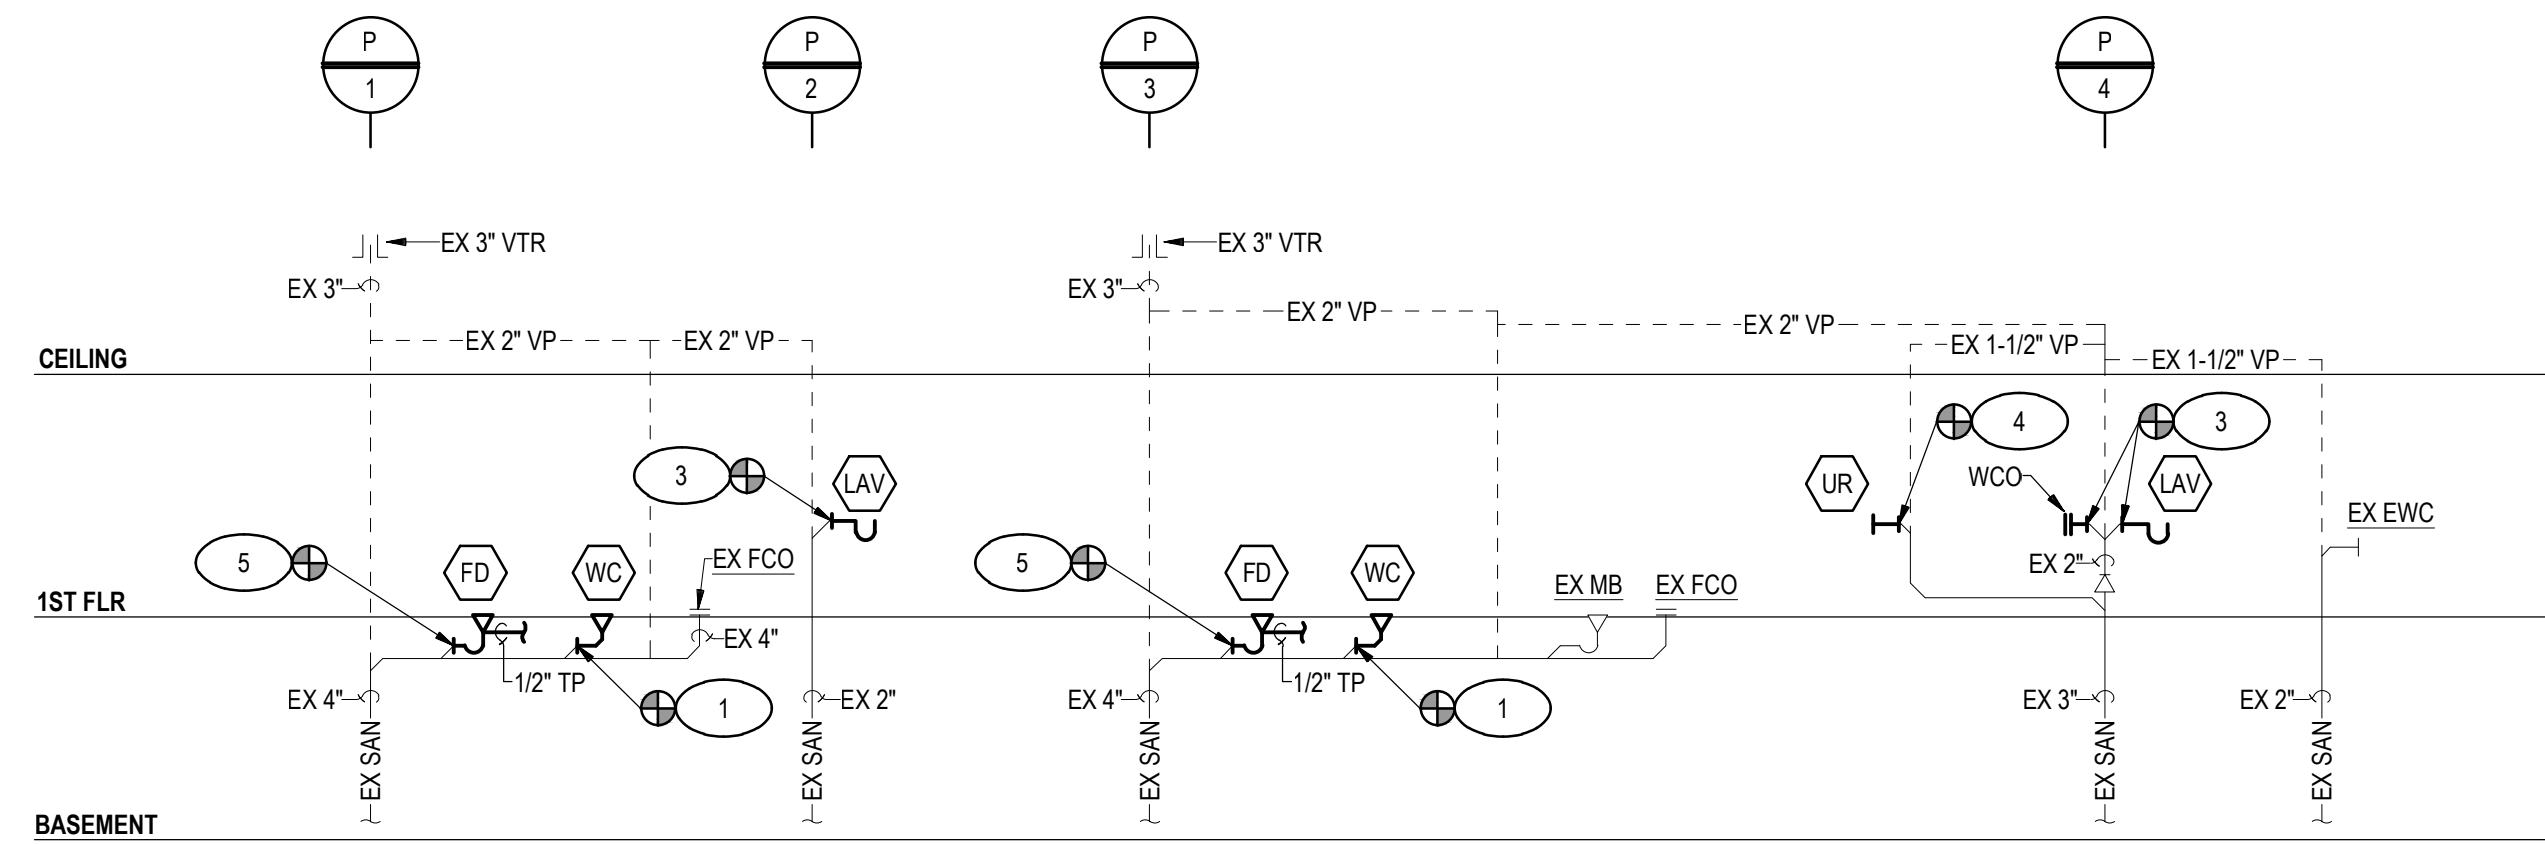 P
1
P
2
P
3
P
4
EX 3" VTR
EX 3" VTR
EX 3"
EX 3"
EX 2" VP
EX 2" VP
EX 2" VP
EX 2" VP
EX 1-1/2" VP
EX 1-1/2" VP
CEILING
3
LAV
4
3
UR
WCO
LAV
EX EWC
5
FD
WC
EX FCO
5
FD
WC
EX MB
EX FCO
EX 2"
1ST FLR
EX 4"
1/2" TP
1/2" TP
EX 4"
1
EX 2"
EX 4"
1
EX 3"
EX 2"
EX SAN
EX SAN
EX SAN
EX SAN
EX SAN
BASEMENT